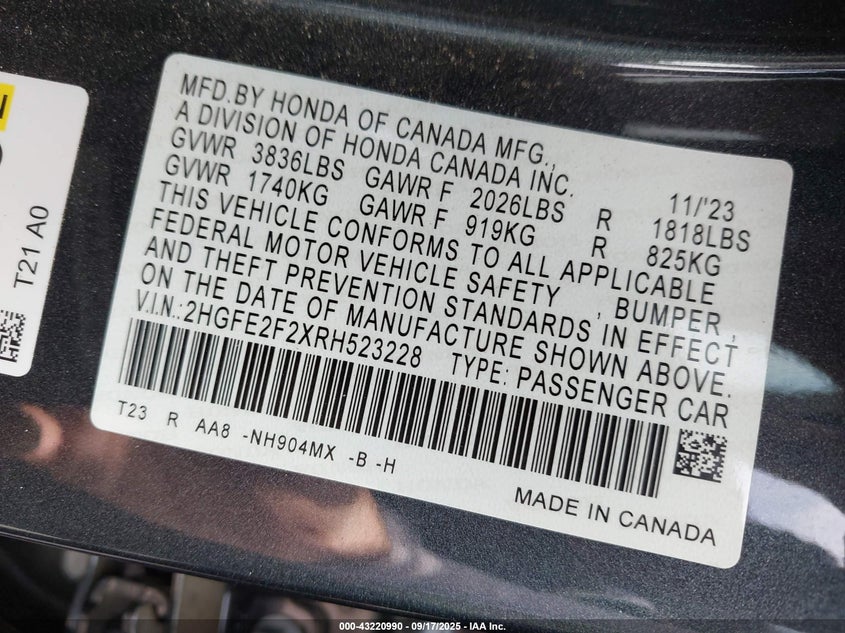 MFD.BY HONDA OF CANADA MFG.,
A DIVISION OF HONDA CANADA INC.
11/'23
GVWR 3836LBS GAWR F 2026LBS R 1818LBS
GVWR 1740KG GAWR F 919KG R 825KG
THIS VEHICLE CONFORMS TO ALL APPLICABLE
FEDERAL MOTOR VEHICLE SAFETY , BUMPER ,
AND THEFT PREVENTION STANDARDS IN EFFECT
ON THE DATE OF MANUFACTURE SHOWN ABOVE.
V.I.N.:2HGFE2F2XRH523228 TYPE:PASSENGER CAR
T23 R AA8 -NH904MX -B -H
MADE IN CANADA
T21 A0
000-43220990 - 09/17/2025 - IAA Inc.